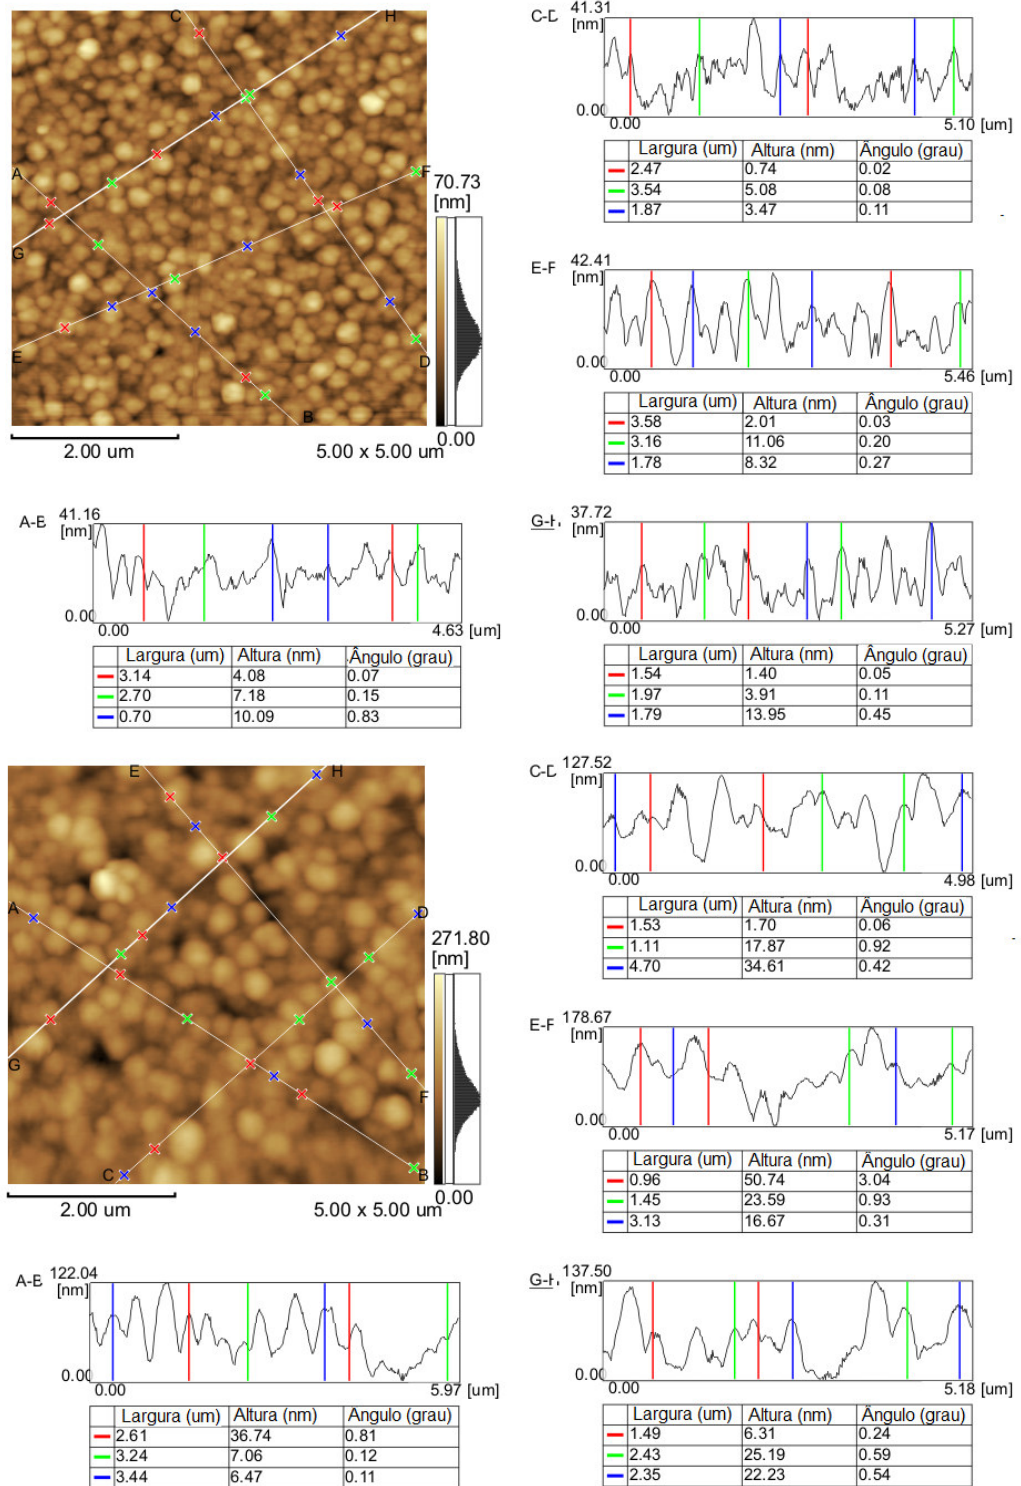 C H
A
F
G
E
D
B
70.73
[nm]
0.00
2.00 um 5.00 x 5.00 um
C-D 41.31
[nm]
0.00
0.00 5.10 [um]
Largura (um) Altura (nm) Ângulo (grau)
2.47 0.74 0.02
3.54 5.08 0.08
1.87 3.47 0.11
E-F 42.41
[nm]
0.00
0.00 5.46 [um]
Largura (um) Altura (nm) Ângulo (grau)
3.58 2.01 0.03
3.16 11.06 0.20
1.78 8.32 0.27
A-B 41.16
[nm]
0.00
0.00 4.63 [um]
Largura (um) Altura (nm) Ângulo (grau)
3.14 4.08 0.07
2.70 7.18 0.15
0.70 10.09 0.83
G-H 37.72
[nm]
0.00
0.00 5.27 [um]
Largura (um) Altura (nm) Ângulo (grau)
1.54 1.40 0.05
1.97 3.91 0.11
1.79 13.95 0.45
E H
A
D
G
F
C B
271.80
[nm]
0.00
2.00 um 5.00 x 5.00 um
C-D 127.52
[nm]
0.00
0.00 4.98 [um]
Largura (um) Altura (nm) Ângulo (grau)
1.53 1.70 0.06
1.11 17.87 0.92
4.70 34.61 0.42
E-F 178.67
[nm]
0.00
0.00 5.17 [um]
Largura (um) Altura (nm) Ângulo (grau)
0.96 50.74 3.04
1.45 23.59 0.93
3.13 16.67 0.31
A-B 122.04
[nm]
0.00
0.00 5.97 [um]
Largura (um) Altura (nm) Angulo (grau)
2.61 36.74 0.81
3.24 7.06 0.12
3.44 6.47 0.11
G-H 137.50
[nm]
0.00
0.00 5.18 [um]
Largura (um) Altura (nm) Ângulo (grau)
1.49 6.31 0.24
2.43 25.19 0.59
2.35 22.23 0.54